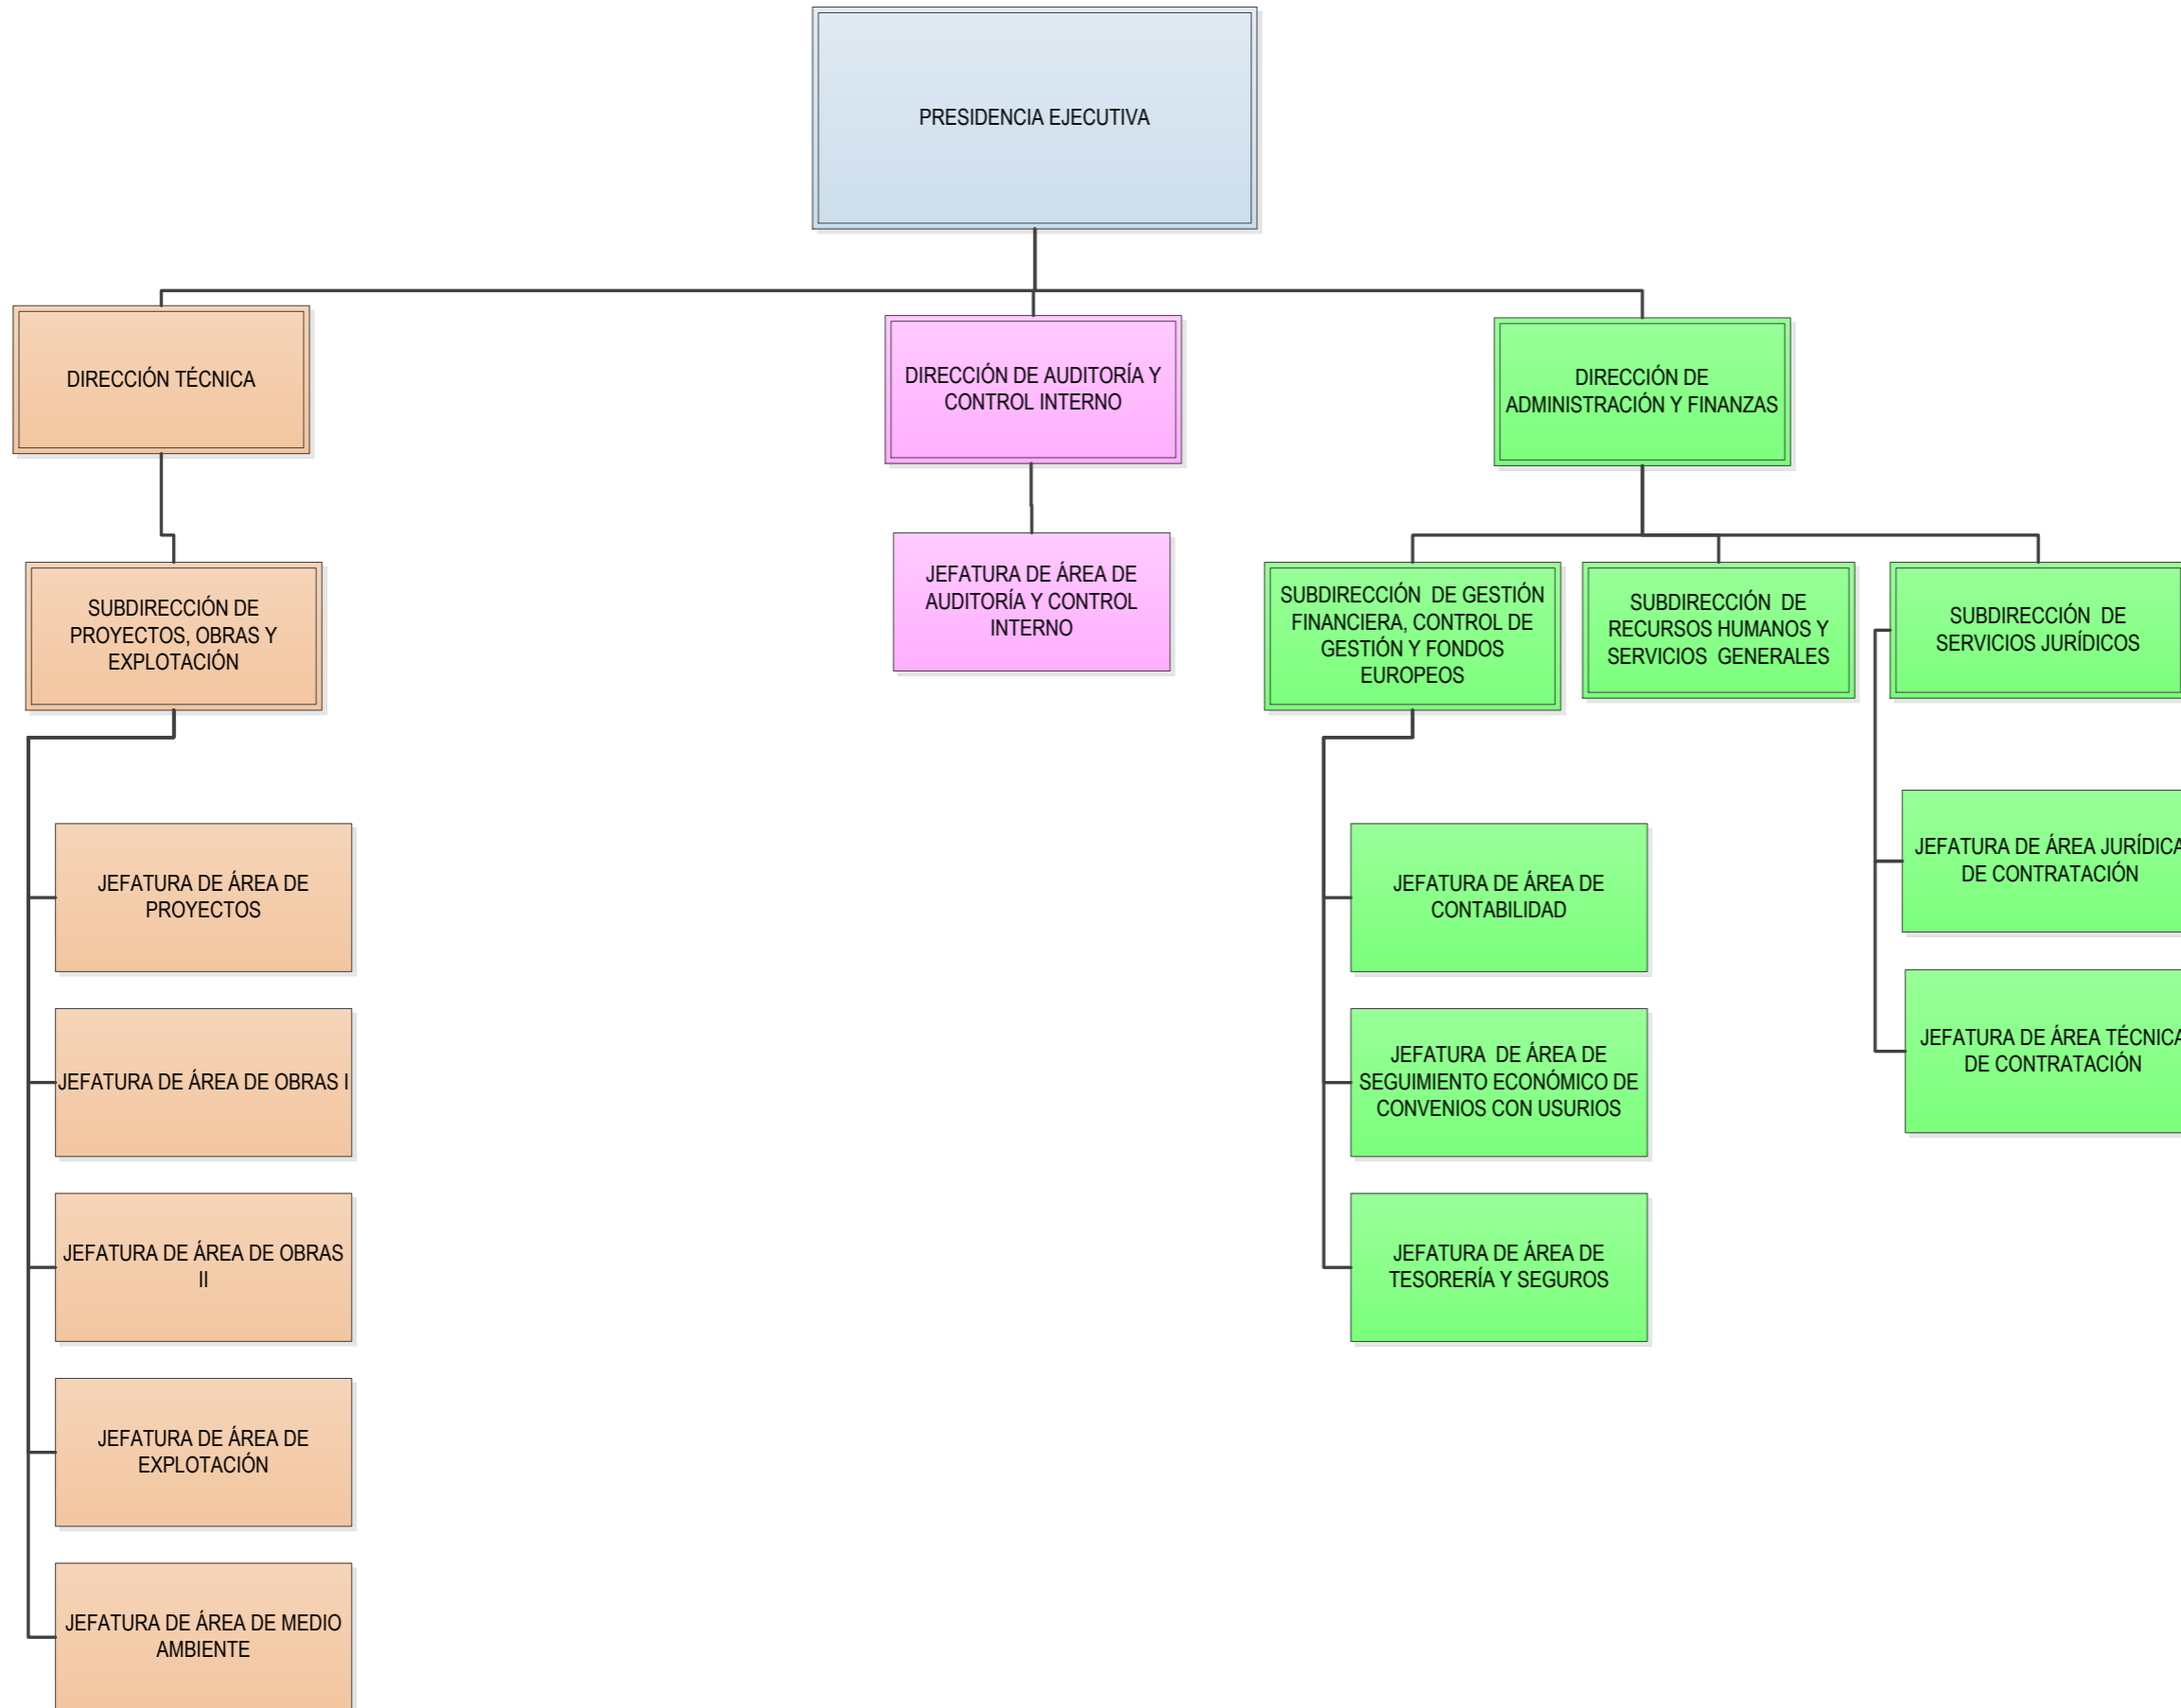 PRESIDENCIA EJECUTIVA
DIRECCIÓN TÉCNICA
DIRECCIÓN DE AUDITORÍA Y
CONTROL INTERNO
DIRECCIÓN DE
ADMINISTRACIÓN Y FINANZAS
SUBDIRECCIÓN DE
PROYECTOS, OBRAS Y
EXPLOTACIÓN
JEFATURA DE ÁREA DE
AUDITORÍA Y CONTROL
INTERNO
SUBDIRECCIÓN  DE GESTIÓN
FINANCIERA, CONTROL DE
GESTIÓN Y FONDOS
EUROPEOS
SUBDIRECCIÓN  DE
RECURSOS HUMANOS Y
SERVICIOS  GENERALES
SUBDIRECCIÓN  DE
SERVICIOS JURÍDICOS
JEFATURA DE ÁREA DE
PROYECTOS
JEFATURA DE ÁREA DE OBRAS I
JEFATURA DE ÁREA DE OBRAS
II
JEFATURA DE ÁREA DE
EXPLOTACIÓN
JEFATURA DE ÁREA DE MEDIO
AMBIENTE
JEFATURA DE ÁREA DE
CONTABILIDAD
JEFATURA  DE ÁREA DE
SEGUIMIENTO ECONÓMICO DE
CONVENIOS CON USURIOS
JEFATURA DE ÁREA DE
TESORERÍA Y SEGUROS
JEFATURA DE ÁREA JURÍDICA
DE CONTRATACIÓN
JEFATURA DE ÁREA TÉCNICA
DE CONTRATACIÓN